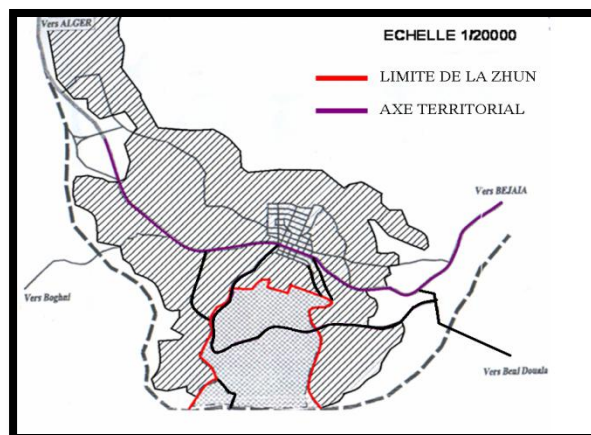 Vers ALGER
ECHELLE 1/20000
LIMITE DE LA ZHUN
AXE TERRITORIAL
Vers BEJAIA
Vers Boghni
Vers Beni Douala